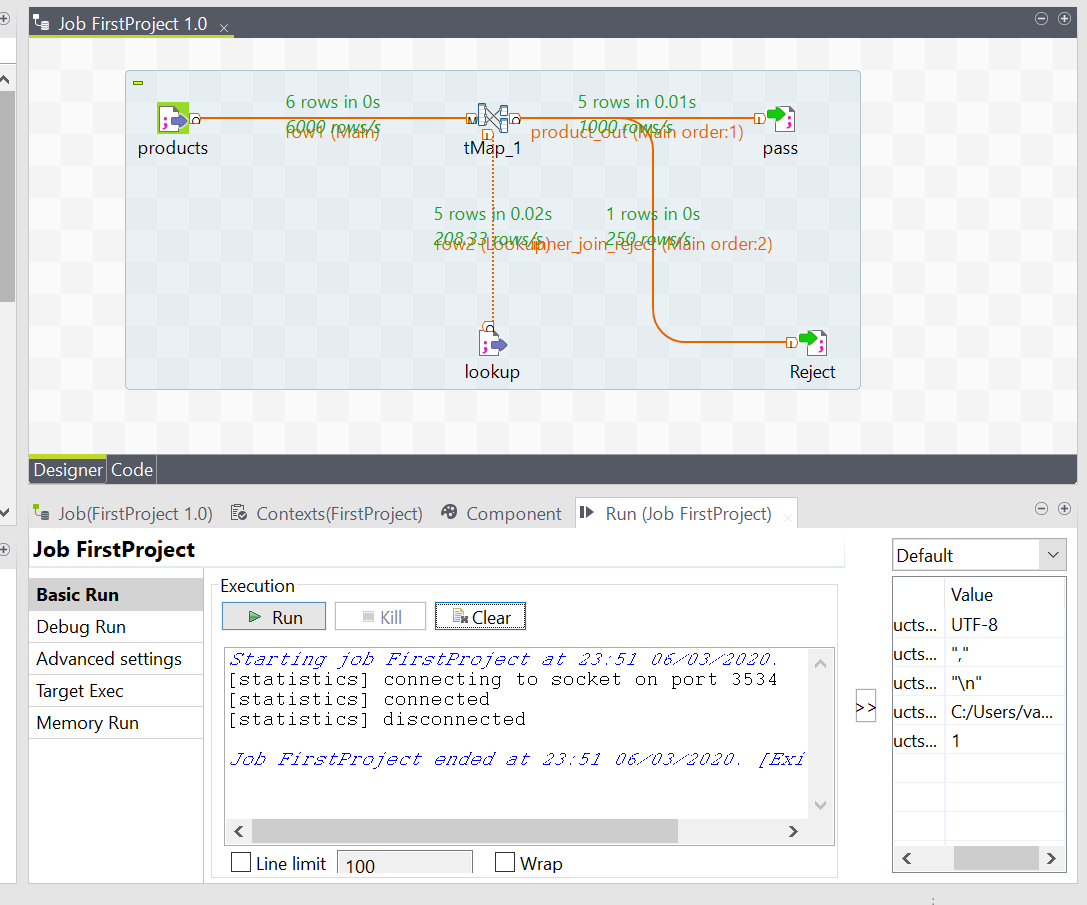 Job FirstProject 1.0
6 rows in 0s
6000 rows/s
row1 (Main)
5 rows in 0.01s
1000 rows/s
product_out (Main order:1)
products
tMap_1
pass
5 rows in 0.02s
208.33 rows/s
row2 (Lookup)
1 rows in 0s
250 rows/s
inner_join_reject (Main order:2)
lookup
Reject
Designer
Code
Job(FirstProject 1.0)
Contexts(FirstProject)
Component
Run (Job FirstProject)
Job FirstProject
Default
Basic Run
Debug Run
Advanced settings
Target Exec
Memory Run
Execution
Run
Kill
Clear
Starting job FirstProject at 23:51 06/03/2020.
[statistics] connecting to socket on port 3534
[statistics] connected
[statistics] disconnected
Job FirstProject ended at 23:51 06/03/2020. [Exi
Line limit
100
Wrap
>>
Value
ucts... UTF-8
ucts... ","
ucts... "\n"
ucts... C:/Users/va...
ucts... 1